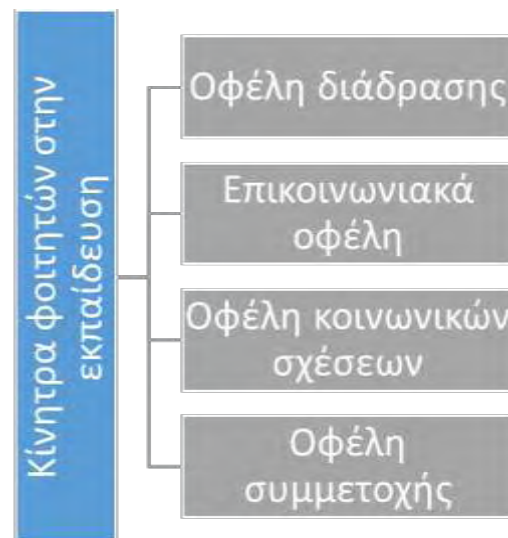 Κίνητρα φοιτητών στην
εκπαίδευση
Οφέλη διάδρασης
Επικοινωνιακά
οφέλη
Οφέλη κοινωνικών
σχέσεων
Οφέλη
συμμετοχής